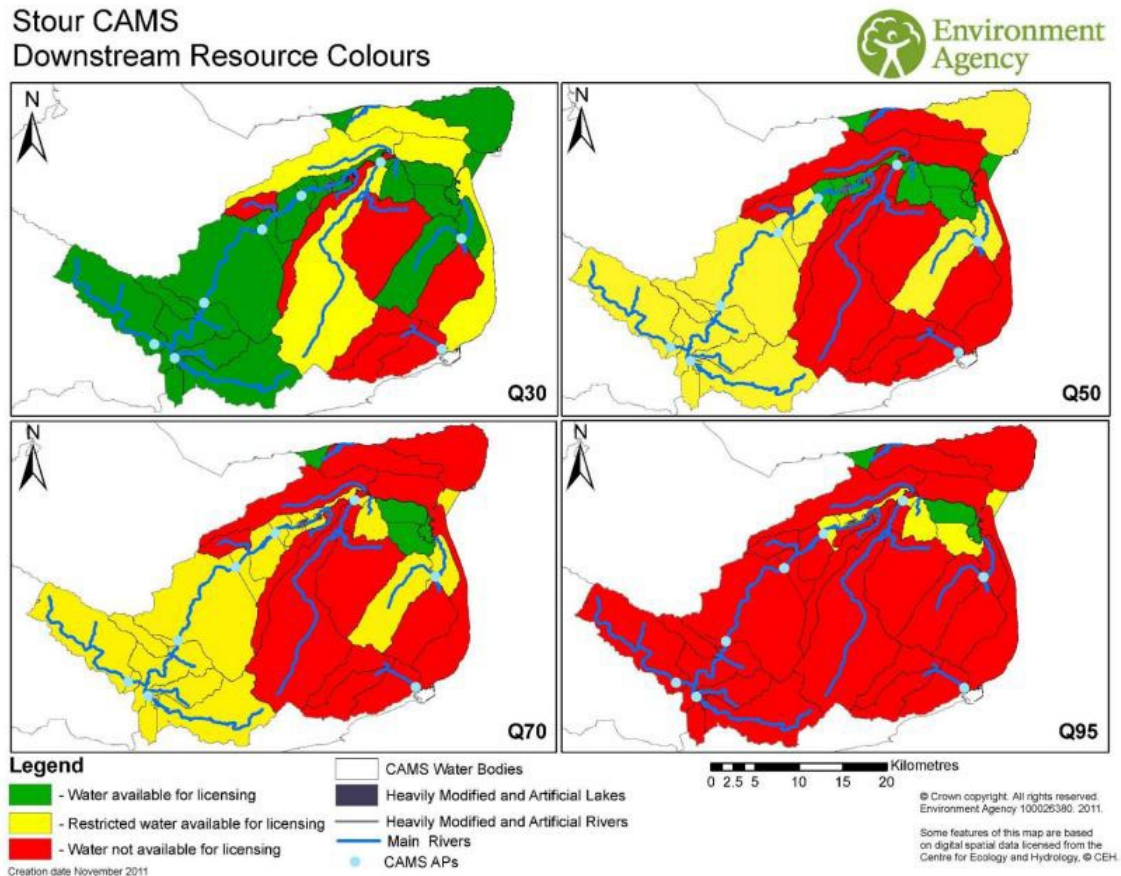 Stour CAMS
Downstream Resource Colours
Environment
Agency
N
Q30
N
Q50
N
Q70
N
Q95
Legend
- Water available for licensing
- Restricted water available for licensing
- Water not available for licensing
Creation date November 2011
CAMS Water Bodies
Heavily Modified and Artificial Lakes
Heavily Modified and Artificial Rivers
Main Rivers
CAMS APs
Kilometres
0 2.5 5 10 15 20
© Crown copyright. All rights reserved.
Environment Agency 100026380. 2011.
Some features of this map are based
on digital spatial data licensed from the
Centre for Ecology and Hydrology, © CEH.